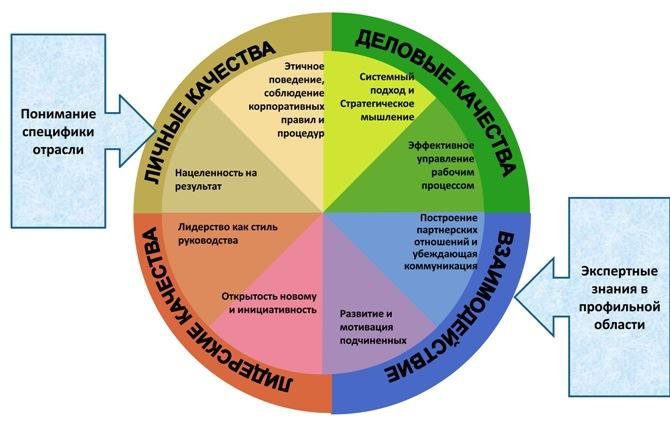 ЛИЧНЫЕ КАЧЕСТВА
ДЕЛОВЫЕ КАЧЕСТВА
Понимание
специфики
отрасли
Этичное
поведение,
соблюдение
корпоративных
правил и
процедур
Системный
подход и
Стратегическое
мышление
Нацеленность на
результат
Эффективное
управление
рабочим
процессом
Лидерство как стиль
руководства
Построение
партнерских
отношений и
убеждающая
коммуникация
Открытость новому
и инициативность
Развитие и
мотивация
подчиненных
ЛИДЕРСКИЕ КАЧЕСТВА
ВЗАИМОДЕЙСТВИЕ
Экспертные
знания в
профильной
области